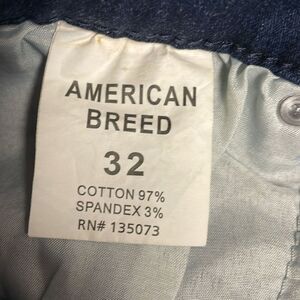 AMERICAN
BREED
32
COTTON 97%
SPANDEX 3%
RN# 135073